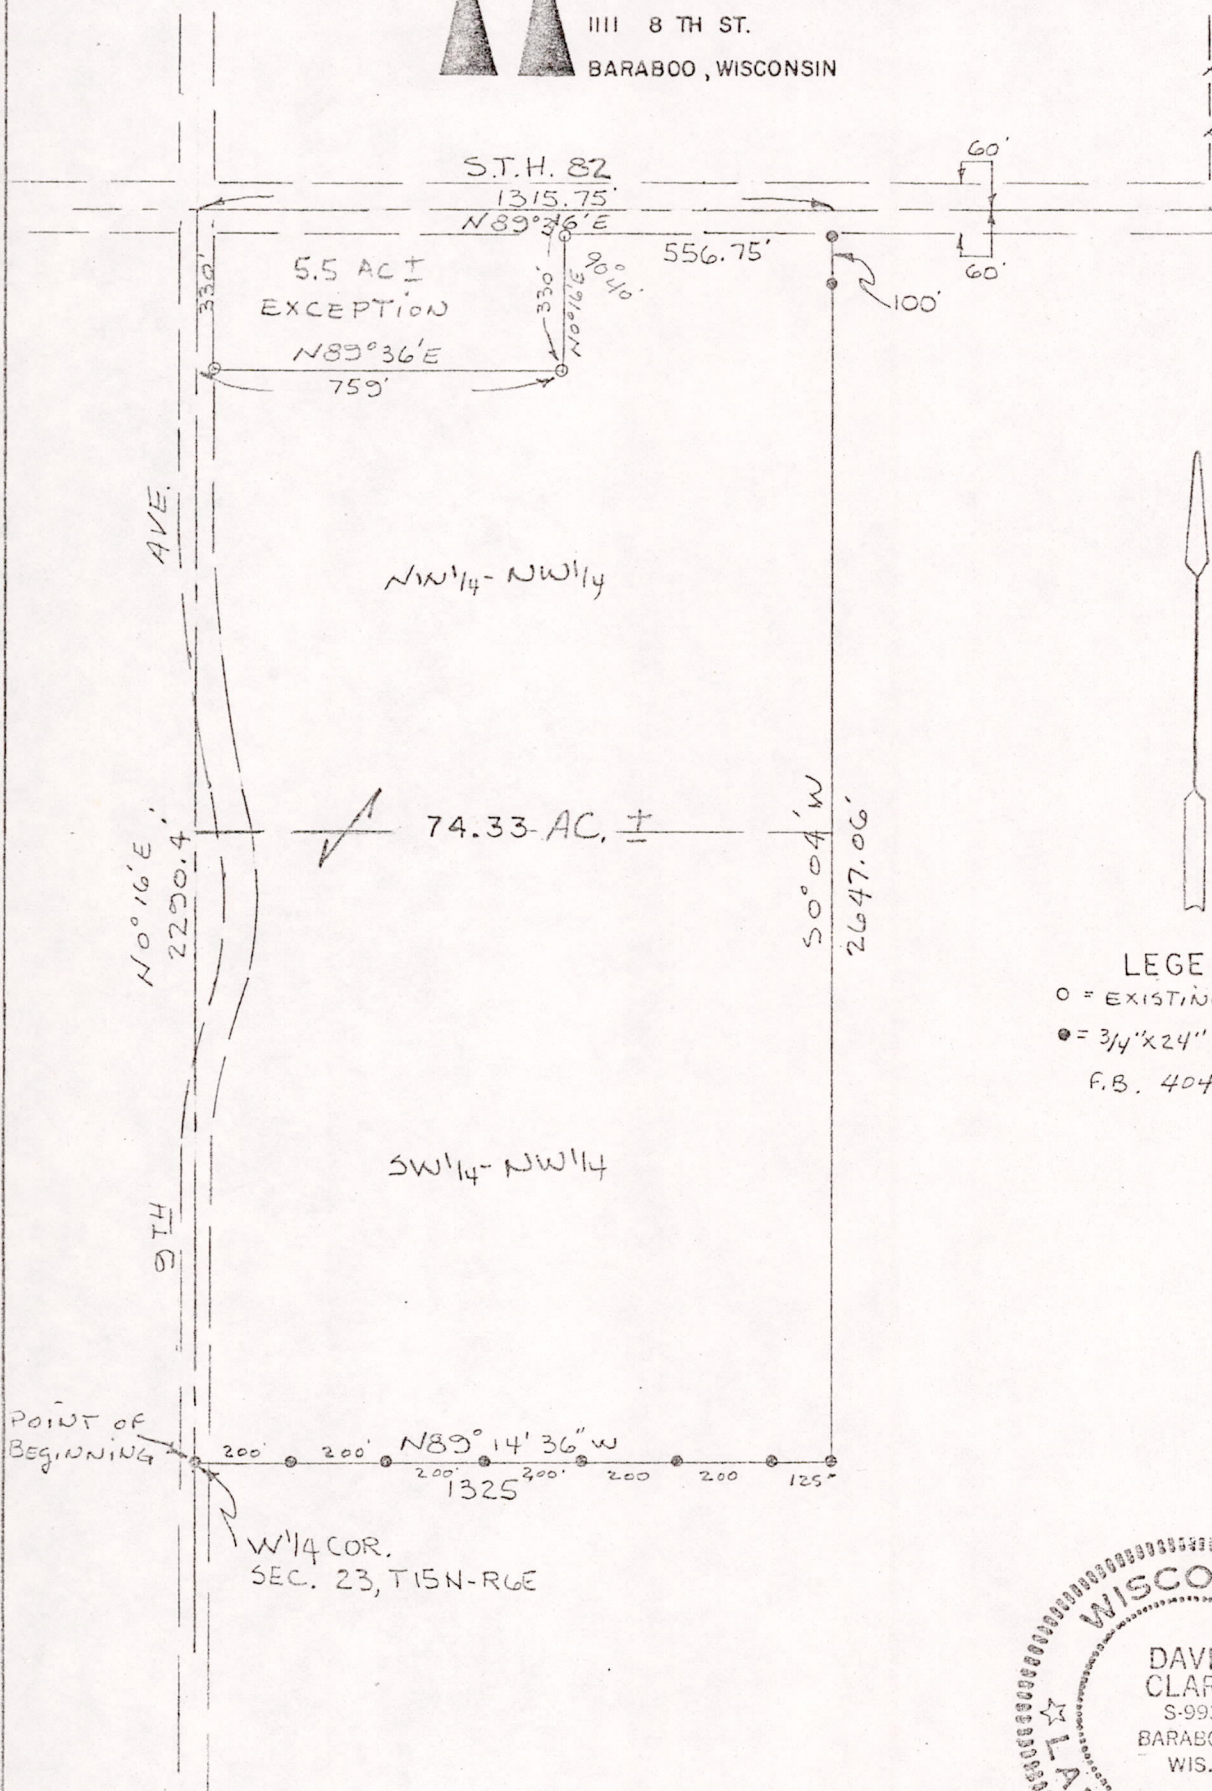 1111 8 TH ST.
BARABOO, WISCONSIN
60'
S.T.H. 82
1315.75'
N89°36'E
556.75'
60'
100'
330'
5.5 AC ±
EXCEPTION
330'
N0°16'E
90°40'
N89°36'E
759'
AVE.
NW1/4-NW1/4
74.33 AC. ±
N0°16'E
2290.4'
S0°04'W
2647.06'
LEGE
O = EXISTIN
● = 3/4"x24"
F.B. 404
SW1/4-NW1/4
9TH
POINT OF
BEGINNING
N89°14'36"W
200' 200' 200' 200' 200 200 125'
1325
W1/4 COR.
SEC. 23, T15N-R6E
WISCO
DAVI
CLAR
S-99
BARABO
WIS.
LA